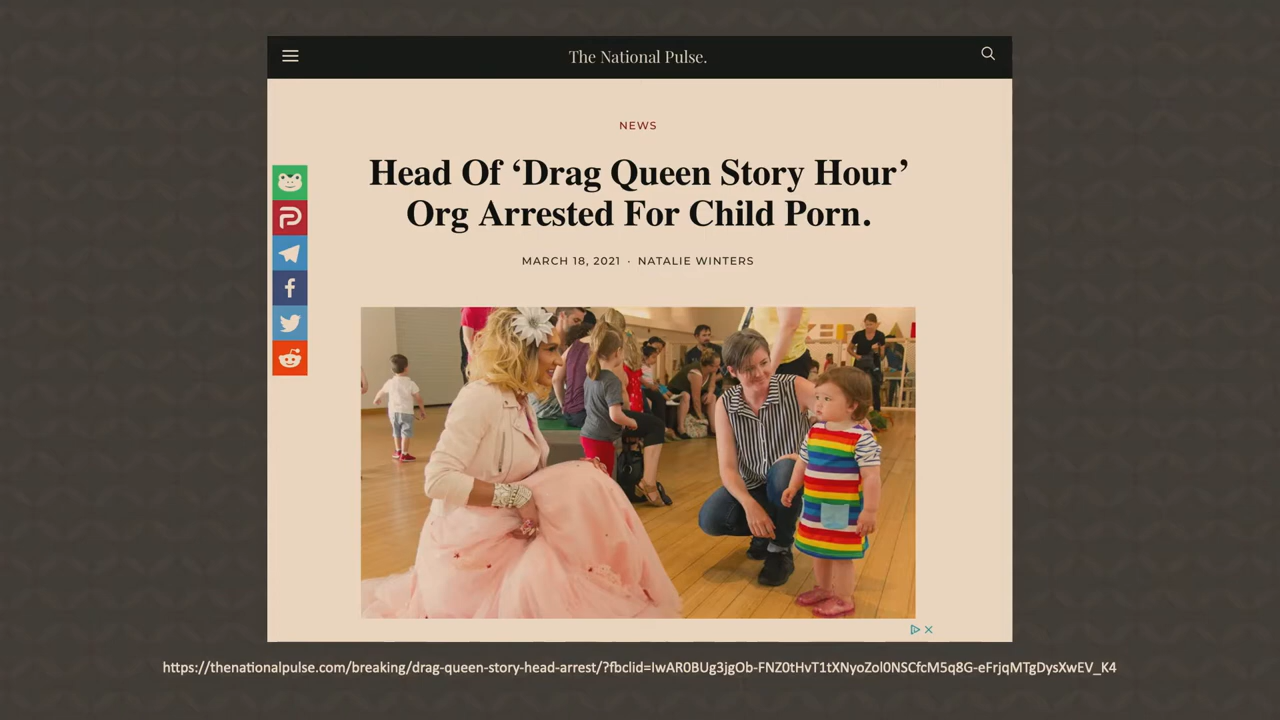 The National Pulse.
NEWS
Head Of ‘Drag Queen Story Hour’
Org Arrested For Child Porn.
MARCH 18, 2021 · NATALIE WINTERS
https://thenationalpulse.com/breaking/drag-queen-story-head-arrest/?fbclid=IwAR0BUg3jgOb-FNZ0tHvT1tXNyoZol0NSCfcM5q8G-eFrjqMTgDysXwEV_K4